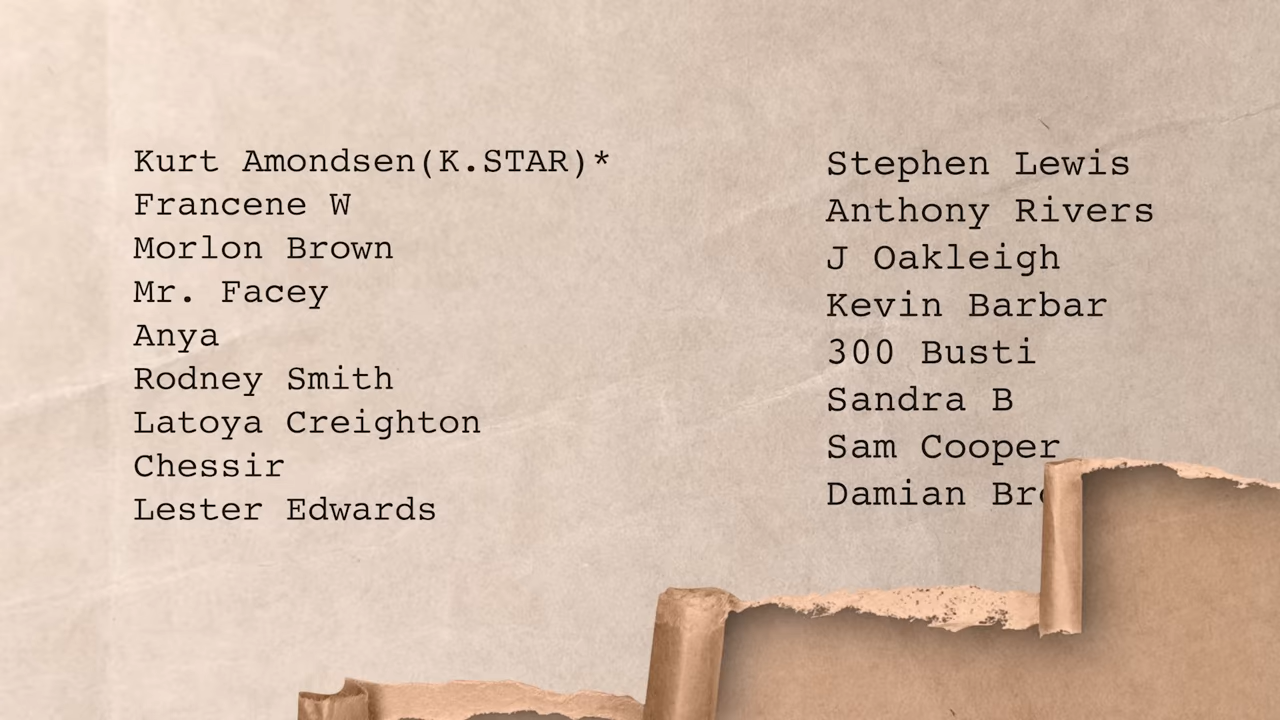 Kurt Amondsen(K.STAR)*
Francene W
Morlon Brown
Mr. Facey
Anya
Rodney Smith
Latoya Creighton
Chessir
Lester Edwards
Stephen Lewis
Anthony Rivers
J Oakleigh
Kevin Barbar
300 Busti
Sandra B
Sam Cooper
Damian